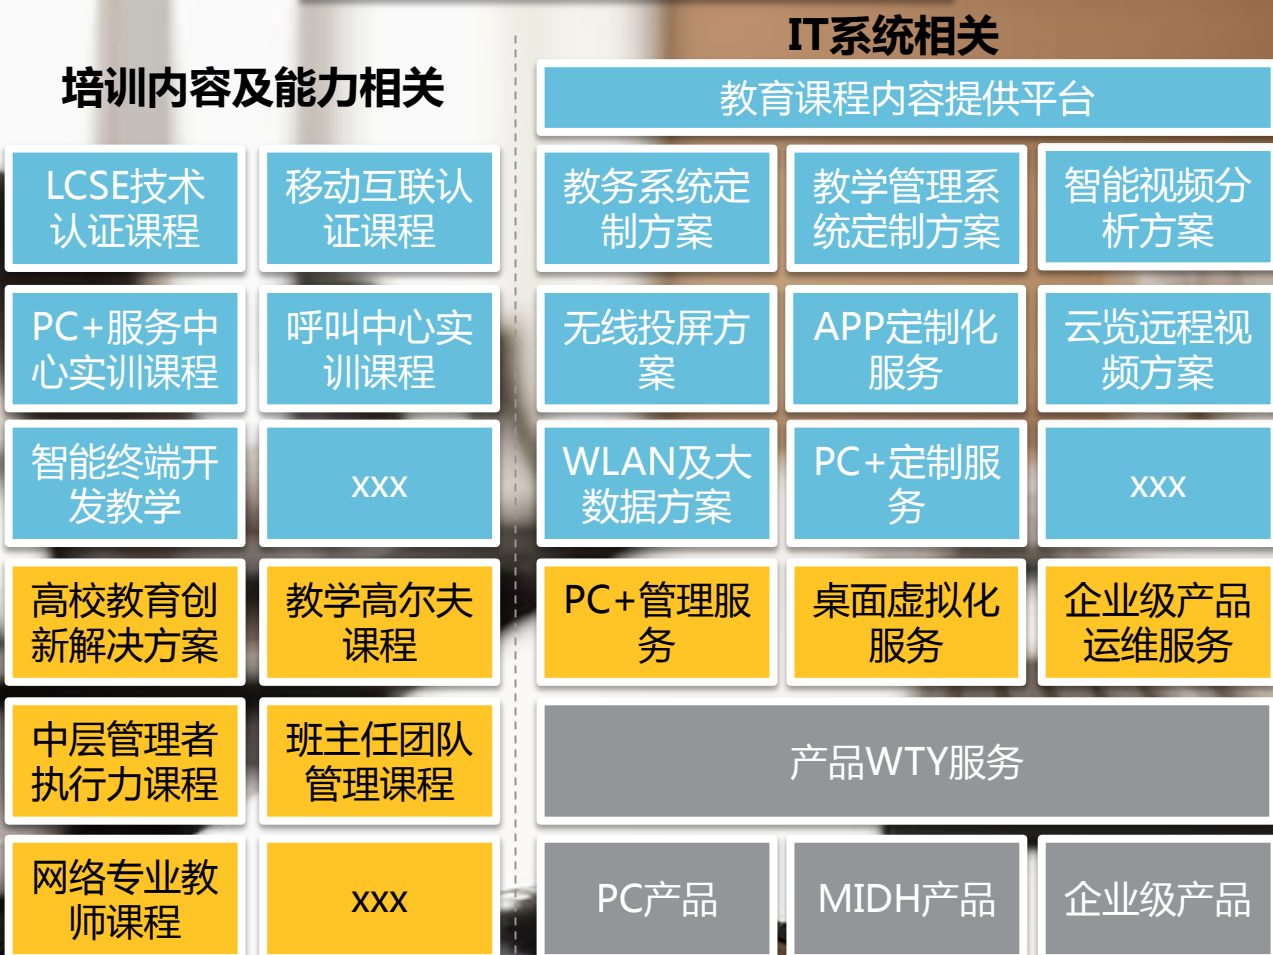 培训内容及能力相关
LCSE技术
认证课程
移动互联认
证课程
PC+服务中
心实训课程
呼叫中心实
训课程
智能终端开
发教学
xxx
高校教育创
新解决方案
教学高尔夫
课程
中层管理者
执行力课程
班主任团队
管理课程
网络专业教
师课程
xxx
IT系统相关
教育课程内容提供平台
教务系统定
制方案
教学管理系
统定制方案
智能视频分
析方案
无线投屏方
案
APP定制化
服务
云览远程视
频方案
WLAN及大
数据方案
PC+定制服
务
xxx
PC+管理服
务
桌面虚拟化
服务
企业级产品
运维服务
产品WTY服务
PC产品
MIDH产品
企业级产品